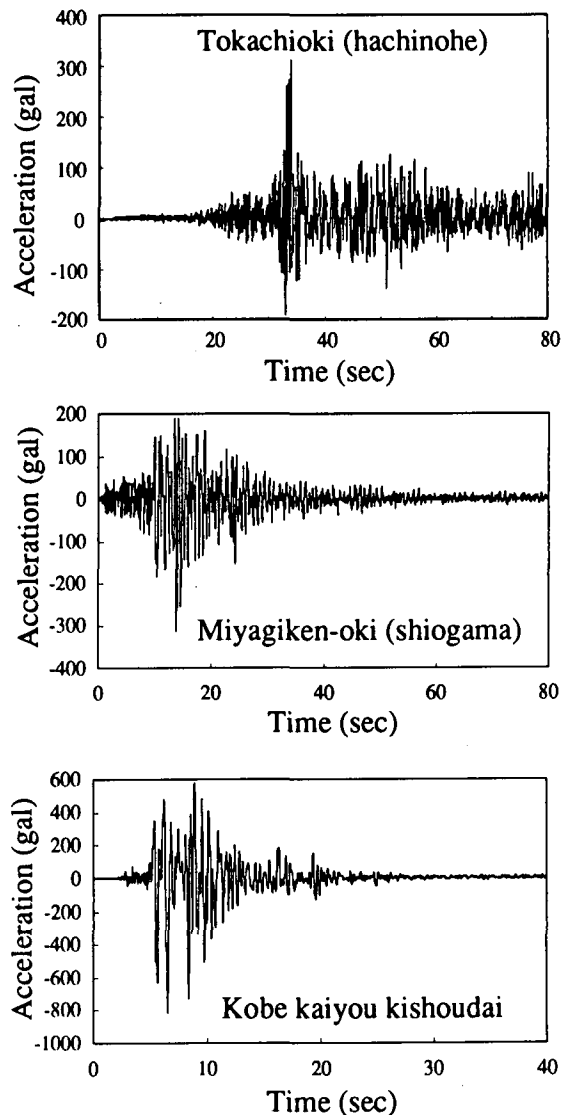 Tokachioki (hachinohe)
Acceleration (gal)
400
300
200
100
0
-100
-200
0 20 40 60 80
Time (sec)
Acceleration (gal)
200
100
0
-100
-200
-300
-400
Miyagiken-oki (shiogama)
0 20 40 60 80
Time (sec)
Acceleration (gal)
600
400
200
0
-200
-400
-600
-800
-1000
Kobe kaiyou kishoudai
0 10 20 30 40
Time (sec)